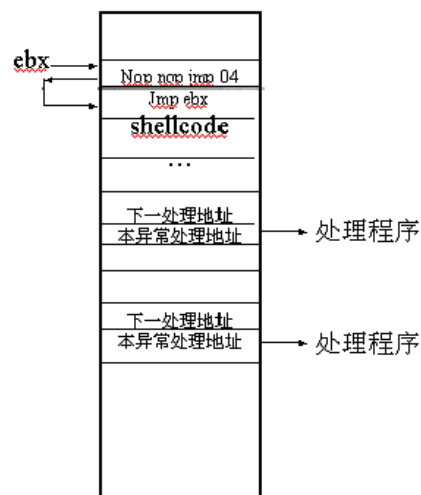 ebx
Nop nop jmp 04
Jmp ebx
shellcode
...
下一处理地址
本异常处理地址
处理程序
下一处理地址
本异常处理地址
处理程序